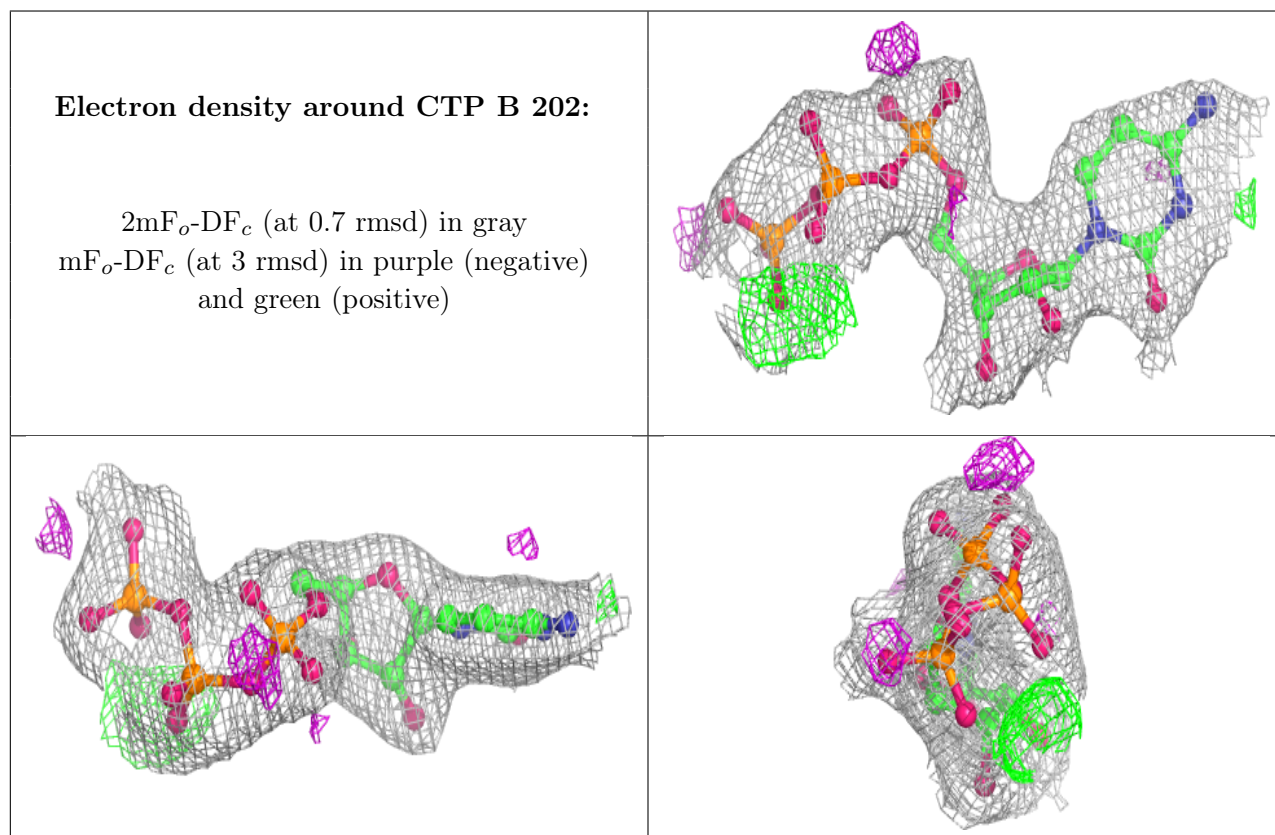 Electron density around CTP B 202:
2mFo-DFc (at 0.7 rmsd) in gray
mFo-DFc (at 3 rmsd) in purple (negative)
and green (positive)